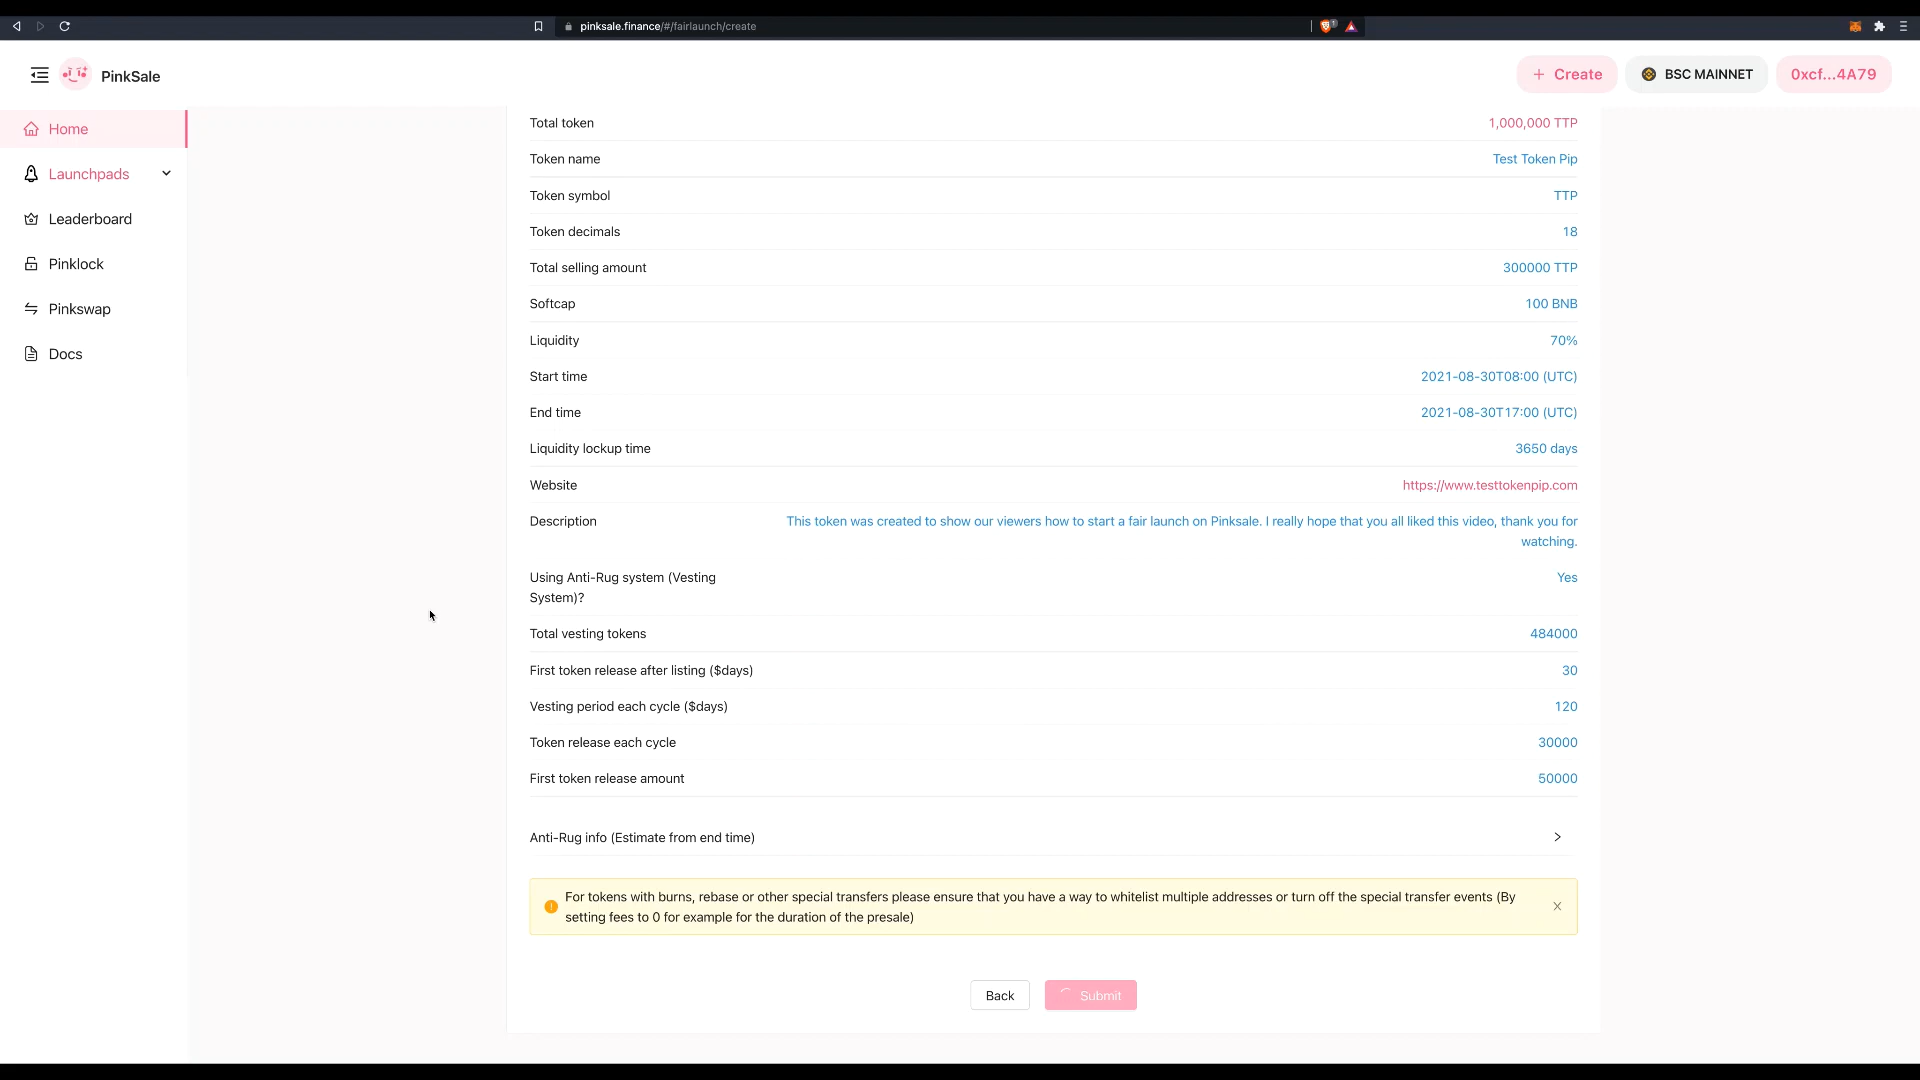 pinksale.finance/#/fairlaunch/create
1
PinkSale
+ Create
BSC MAINNET
0xcf...4A79
Home
Launchpads
Leaderboard
Pinklock
Pinkswap
Docs
Total token 1,000,000 TTP
Token name Test Token Pip
Token symbol TTP
Token decimals 18
Total selling amount 300000 TTP
Softcap 100 BNB
Liquidity 70%
Start time 2021-08-30T08:00 (UTC)
End time 2021-08-30T17:00 (UTC)
Liquidity lockup time 3650 days
Website https://www.testtokenpip.com
Description This token was created to show our viewers how to start a fair launch on Pinksale. I really hope that you all liked this video, thank you for
watching.
Using Anti-Rug system (Vesting Yes
System)?
Total vesting tokens 484000
First token release after listing ($days) 30
Vesting period each cycle ($days) 120
Token release each cycle 30000
First token release amount 50000
Anti-Rug info (Estimate from end time)
For tokens with burns, rebase or other special transfers please ensure that you have a way to whitelist multiple addresses or turn off the special transfer events (By
setting fees to 0 for example for the duration of the presale)
Back
Submit